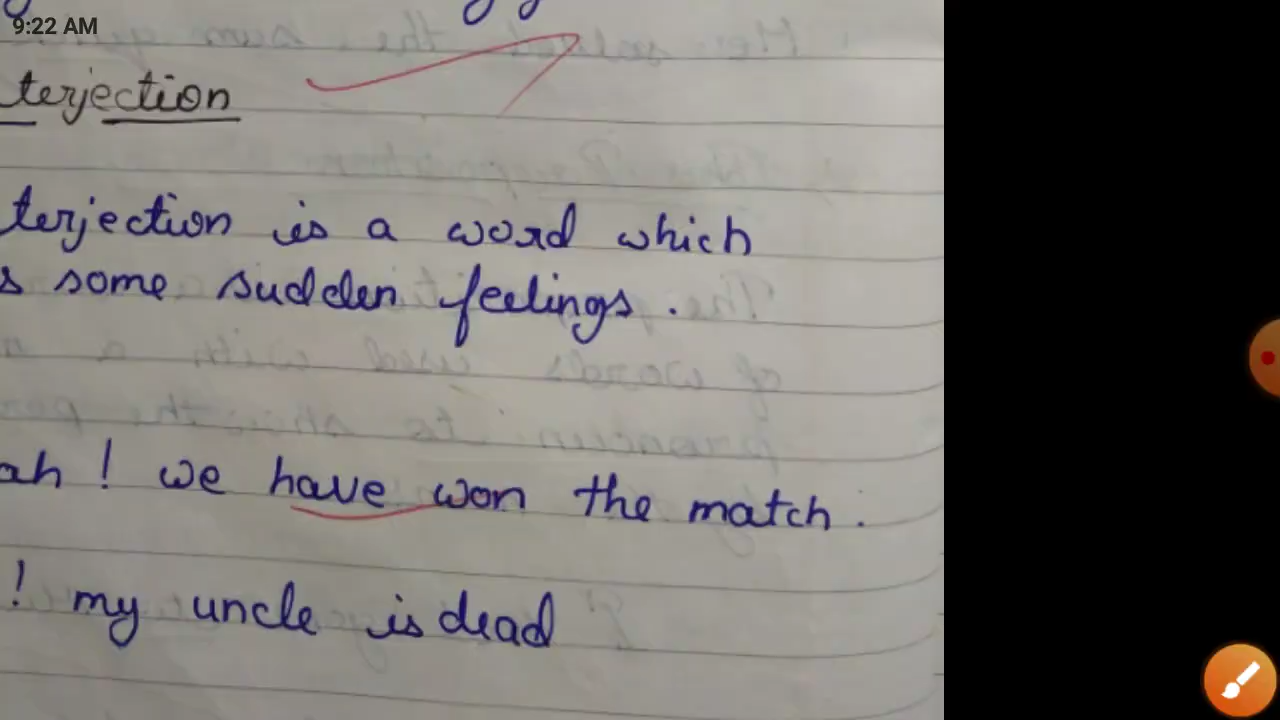 9:22 AM
terjection
terjection is a word which
s some sudden feelings.
ah ! we have won the match.
! my uncle is dead